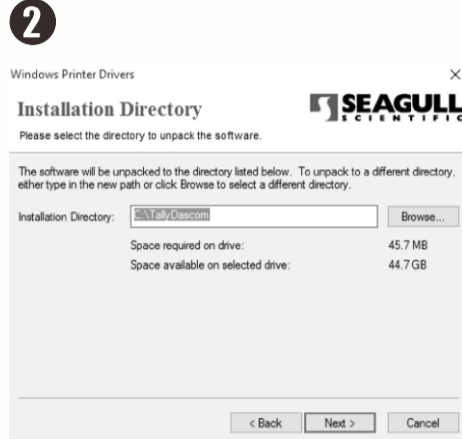 2
Windows Printer Drivers
Installation Directory
SEAGULL
SCIENTIFIC
Please select the directory to unpack the software.
The software will be unpacked to the directory listed below. To unpack to a different directory,
either type in the new path or click Browse to select a different directory.
Installation Directory: C:\TallyDascom Browse...
Space required on drive: 45.7 MB
Space available on selected drive: 44.7 GB
< Back Next > Cancel